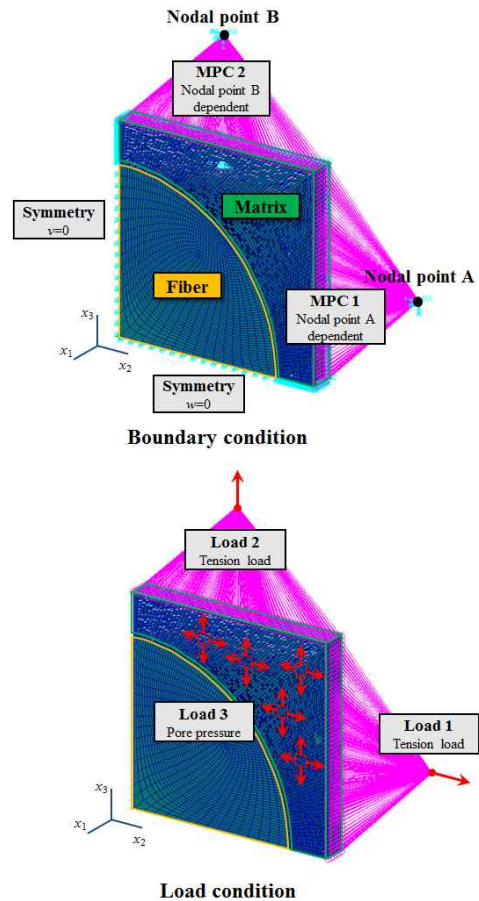 Nodal point B
MPC 2
Nodal point B
dependent
Symmetry
v=0
Matrix
Fiber
Nodal point A
MPC 1
Nodal point A
dependent
x3
x1
x2
Symmetry
w=0
Boundary condition
Load 2
Tension load
Load 3
Pore pressure
Load 1
Tension load
x3
x1
x2
Load condition